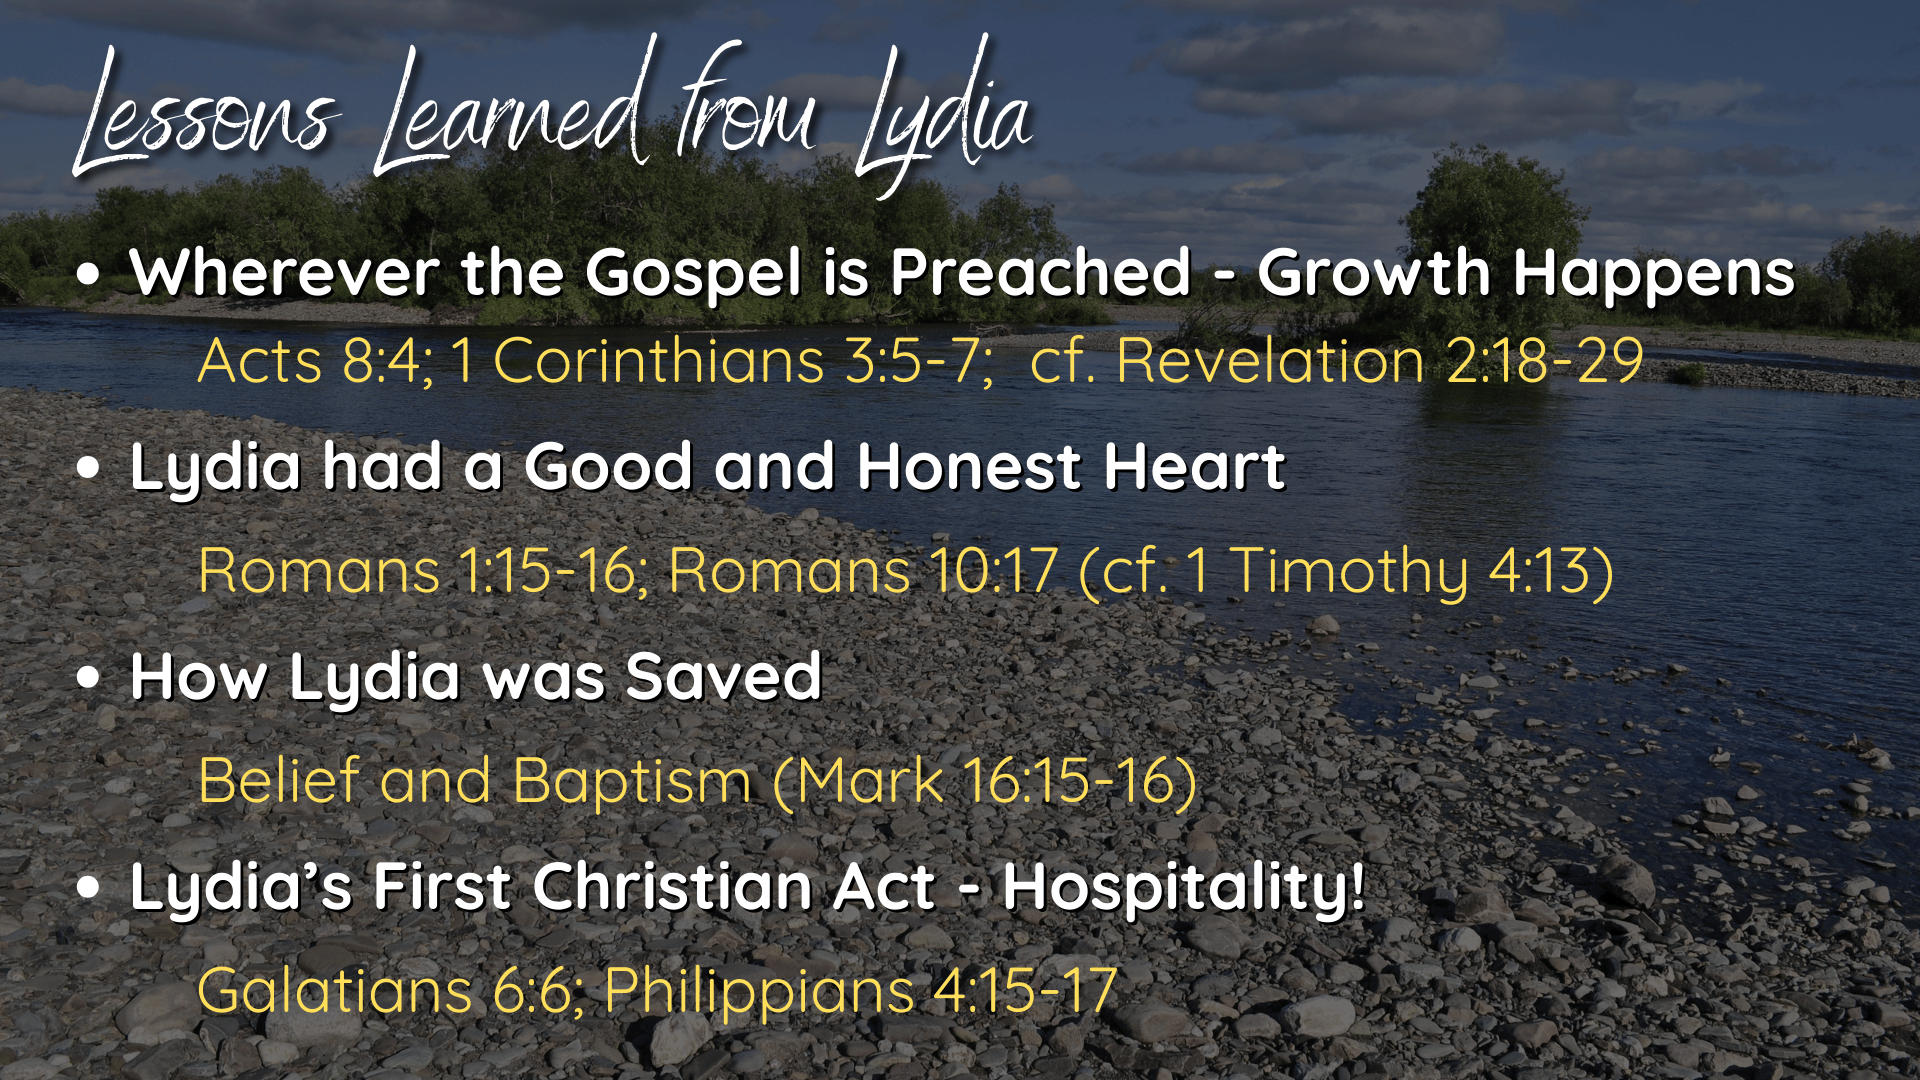 Lessons Learned from Lydia
• Wherever the Gospel is Preached - Growth Happens
Acts 8:4; 1 Corinthians 3:5-7;  cf. Revelation 2:18-29
• Lydia had a Good and Honest Heart
Romans 1:15-16; Romans 10:17 (cf. 1 Timothy 4:13)
• How Lydia was Saved
Belief and Baptism (Mark 16:15-16)
• Lydia’s First Christian Act - Hospitality!
Galatians 6:6; Philippians 4:15-17